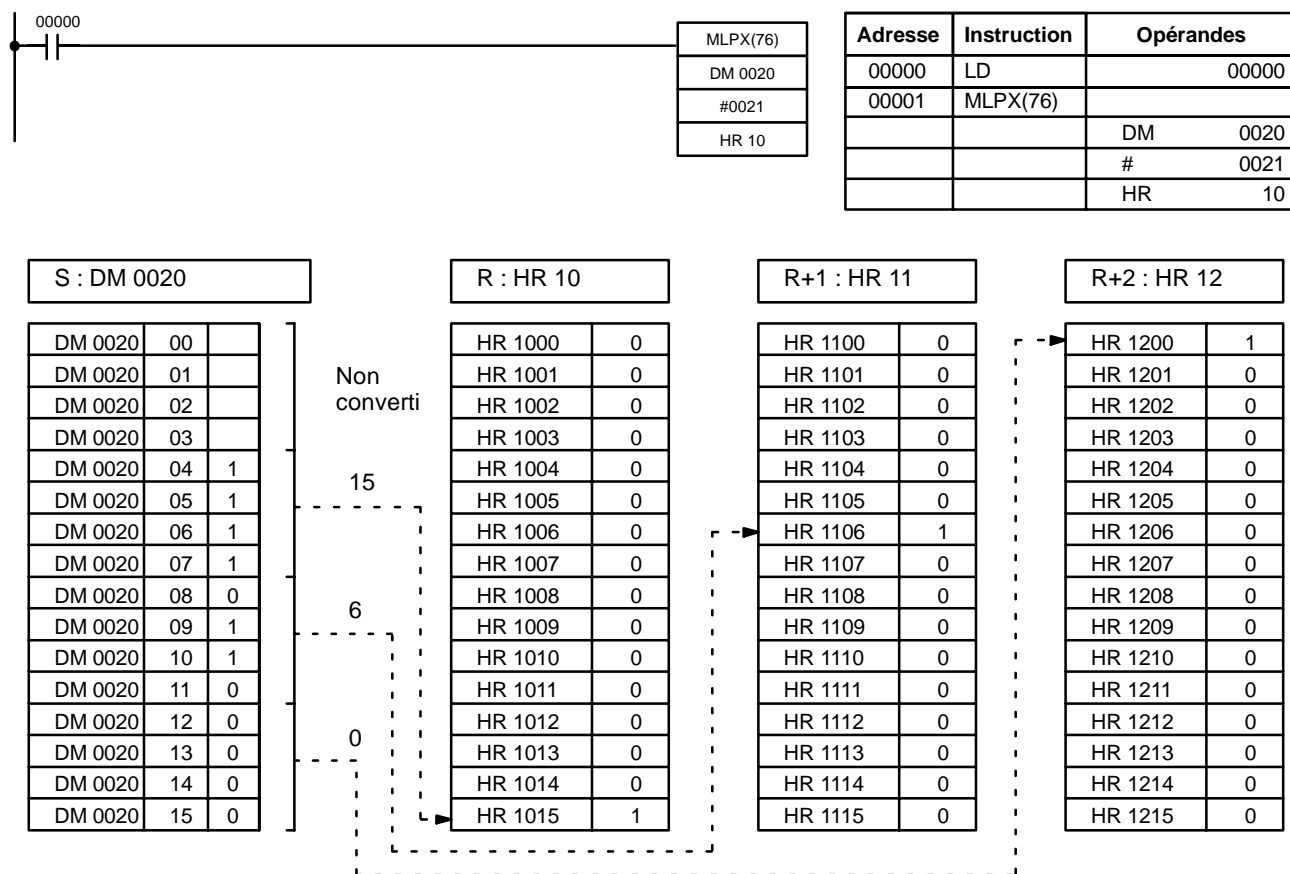 00000
MLPX(76)
DM 0020
#0021
HR 10
Adresse Instruction Opérandes
00000 LD 00000
00001 MLPX(76)
DM 0020
# 0021
HR 10
S : DM 0020 R : HR 10 R+1 : HR 11 R+2 : HR 12
DM 0020 00 HR 1000 0 HR 1100 0 HR 1200 1
DM 0020 01 Non HR 1001 0 HR 1101 0 HR 1201 0
DM 0020 02 converti HR 1002 0 HR 1102 0 HR 1202 0
DM 0020 03 HR 1003 0 HR 1103 0 HR 1203 0
DM 0020 04 1 15 HR 1004 0 HR 1104 0 HR 1204 0
DM 0020 05 1 HR 1005 0 HR 1105 0 HR 1205 0
DM 0020 06 1 HR 1006 0 HR 1106 1 HR 1206 0
DM 0020 07 1 HR 1007 0 HR 1107 0 HR 1207 0
DM 0020 08 0 6 HR 1008 0 HR 1108 0 HR 1208 0
DM 0020 09 1 HR 1009 0 HR 1109 0 HR 1209 0
DM 0020 10 1 HR 1010 0 HR 1110 0 HR 1210 0
DM 0020 11 0 HR 1011 0 HR 1111 0 HR 1211 0
DM 0020 12 0 0 HR 1012 0 HR 1112 0 HR 1212 0
DM 0020 13 0 HR 1013 0 HR 1113 0 HR 1213 0
DM 0020 14 0 HR 1014 0 HR 1114 0 HR 1214 0
DM 0020 15 0 HR 1015 1 HR 1115 0 HR 1215 0